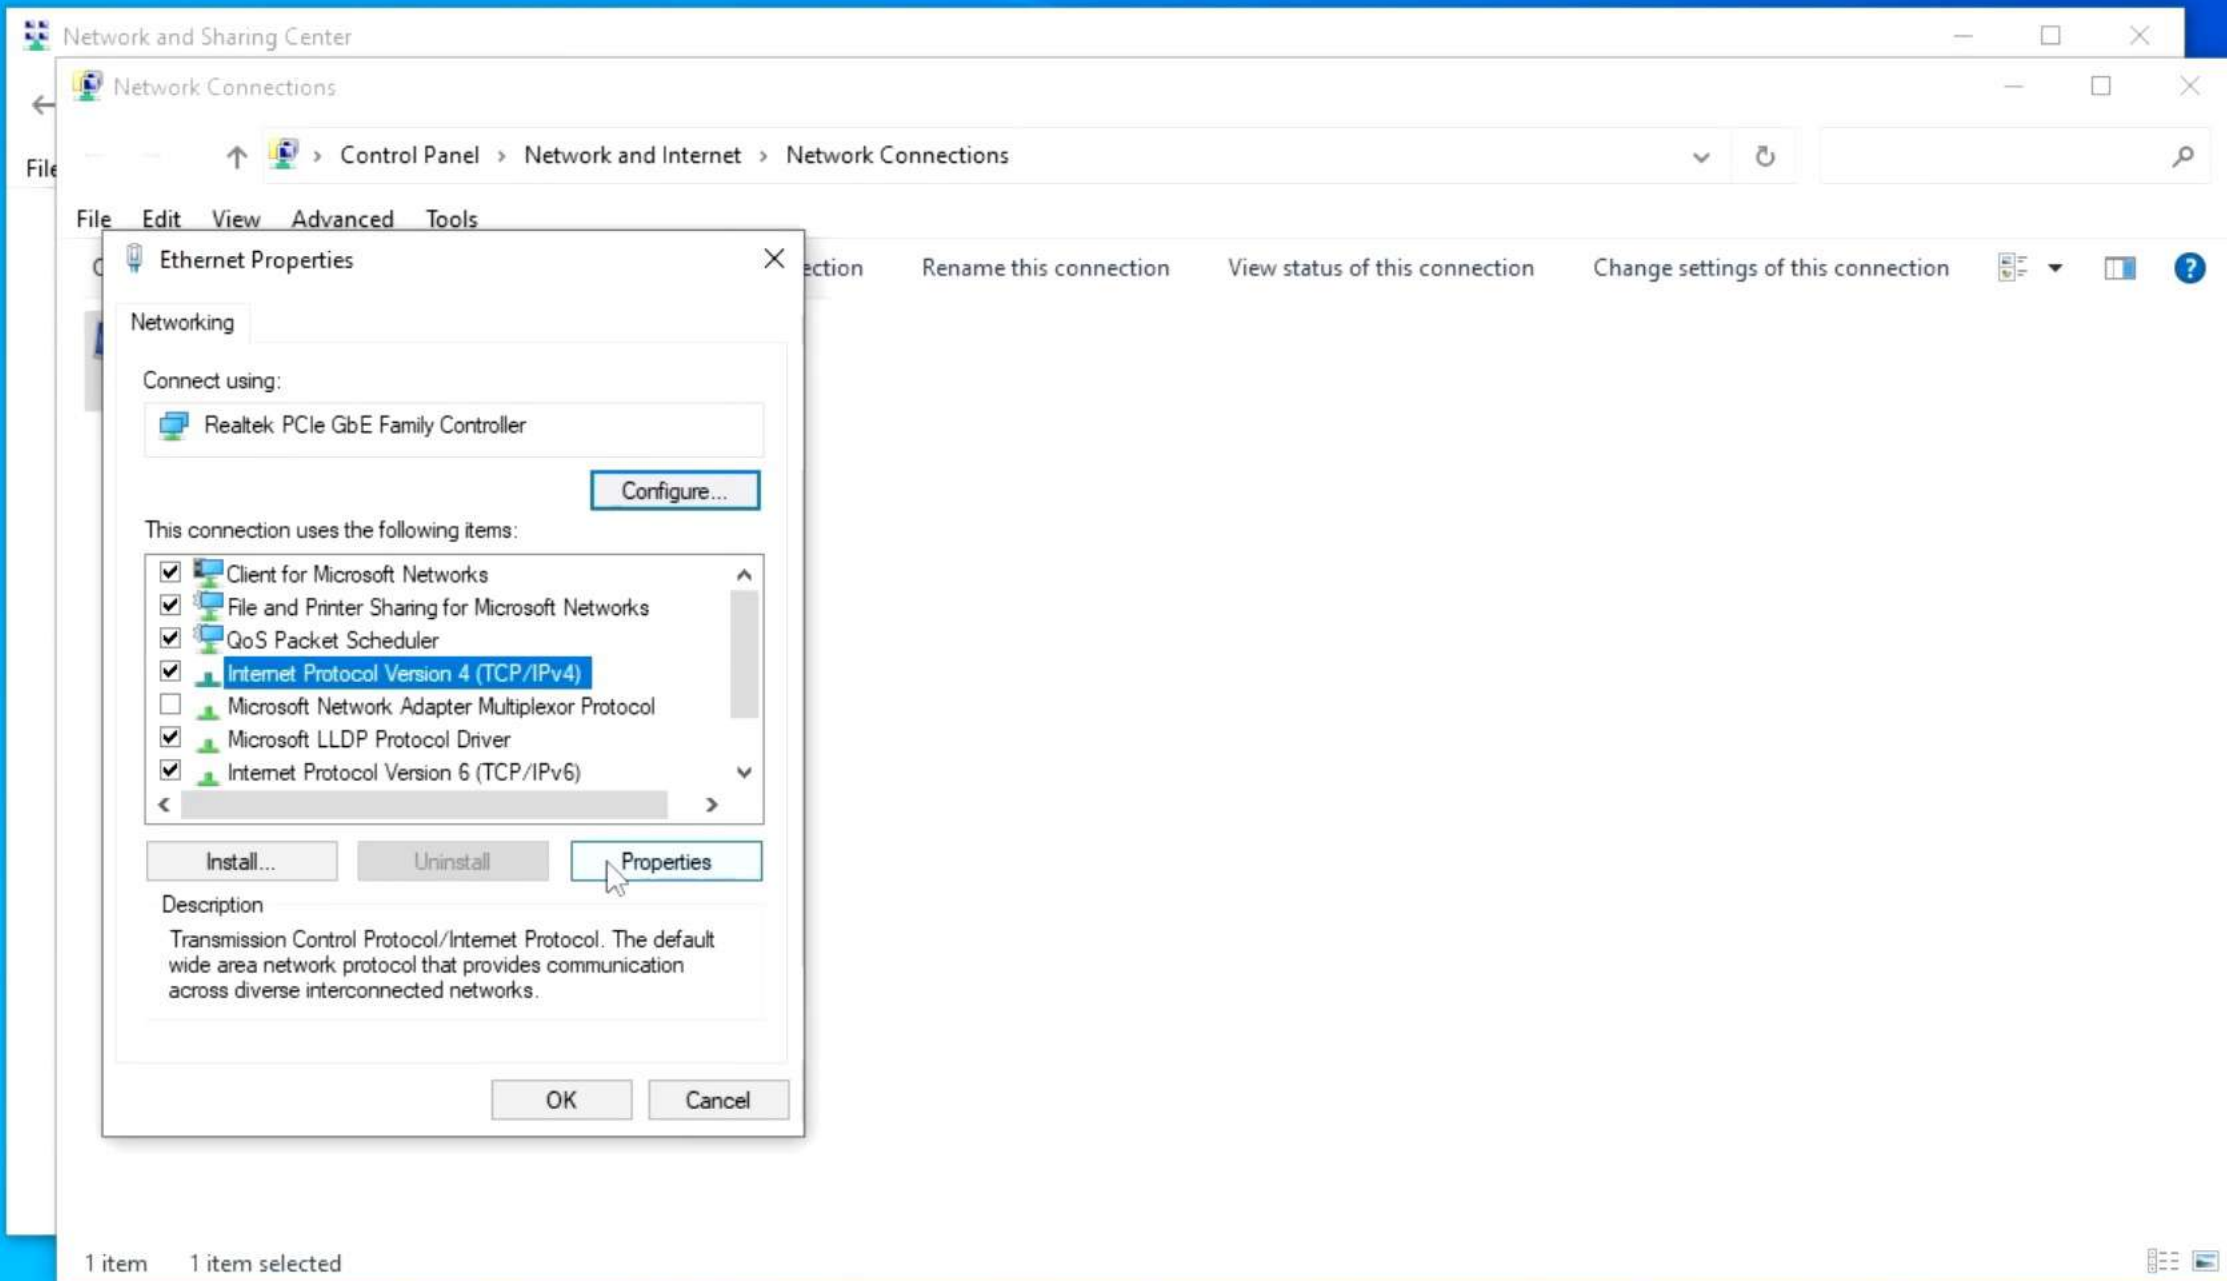 Network and Sharing Center
Network Connections
Control Panel > Network and Internet > Network Connections
File
File Edit View Advanced Tools
Ethernet Properties
ection Rename this connection View status of this connection Change settings of this connection
Networking
Connect using:
Realtek PCIe GbE Family Controller
Configure...
This connection uses the following items:
Client for Microsoft Networks
File and Printer Sharing for Microsoft Networks
QoS Packet Scheduler
Internet Protocol Version 4 (TCP/IPv4)
Microsoft Network Adapter Multiplexor Protocol
Microsoft LLDP Protocol Driver
Internet Protocol Version 6 (TCP/IPv6)
Install... Uninstall Properties
Description
Transmission Control Protocol/Internet Protocol. The default
wide area network protocol that provides communication
across diverse interconnected networks.
OK Cancel
1 item 1 item selected